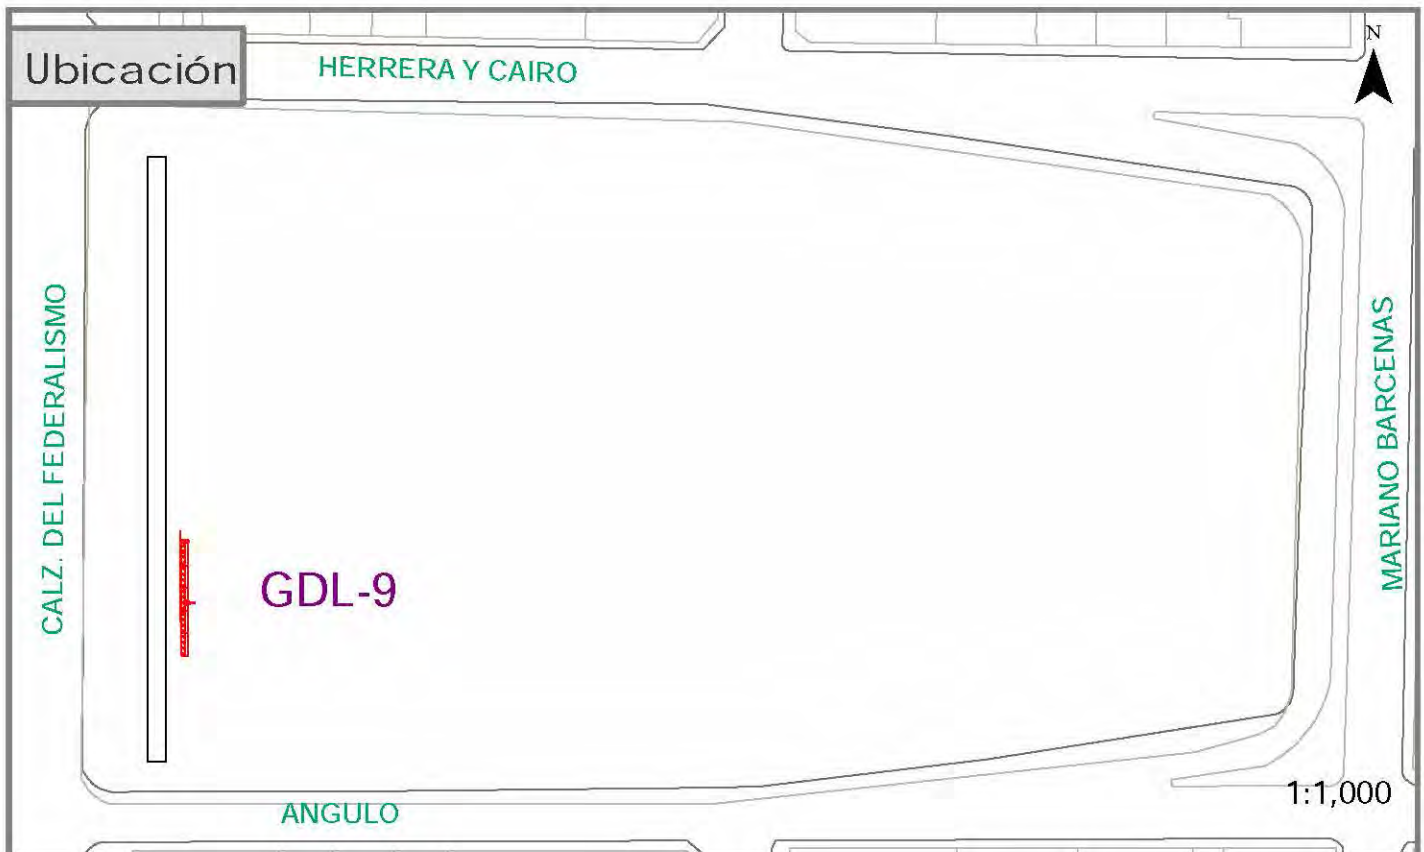 Ubicación
HERRERA Y CAIRO
N
CALZ. DEL FEDERALISMO
MARIANO BARCENAS
GDL-9
1:1,000
ANGULO